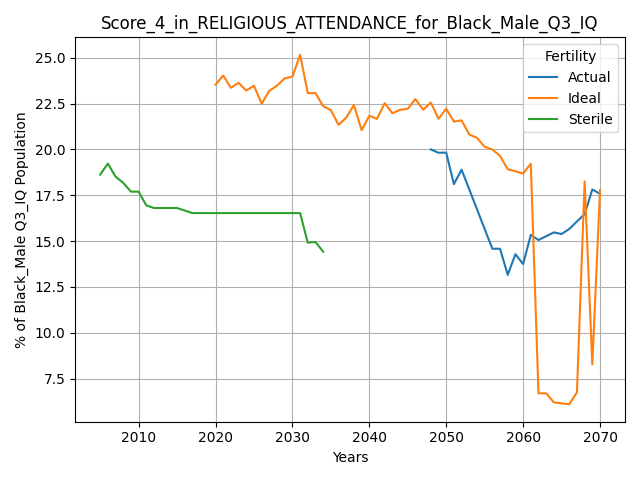 Score_4_in_RELIGIOUS_ATTENDANCE_for_Black_Male_Q3_IQ
Fertility
Actual
Ideal
Sterile
% of Black_Male Q3_IQ Population
25.0
22.5
20.0
17.5
15.0
12.5
10.0
7.5
2010 2020 2030 2040 2050 2060 2070
Years